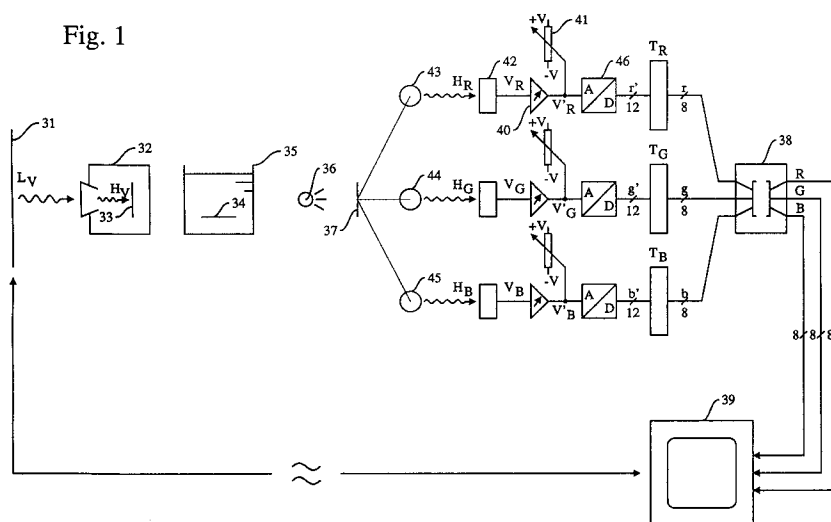 Fig. 1
31
L_V
32
H_V
33
34
35
36
37
43
H_R
42
V_R
40
+V
41
-V
V'_R
46
A
D
r'
12
T_R
r
8
44
H_G
V_G
+V
-V
V'_G
A
D
g'
12
T_G
g
8
45
H_B
V_B
+V
-V
V'_B
A
D
b'
12
T_B
b
8
38
R
G
B
8
8
8
39
≈